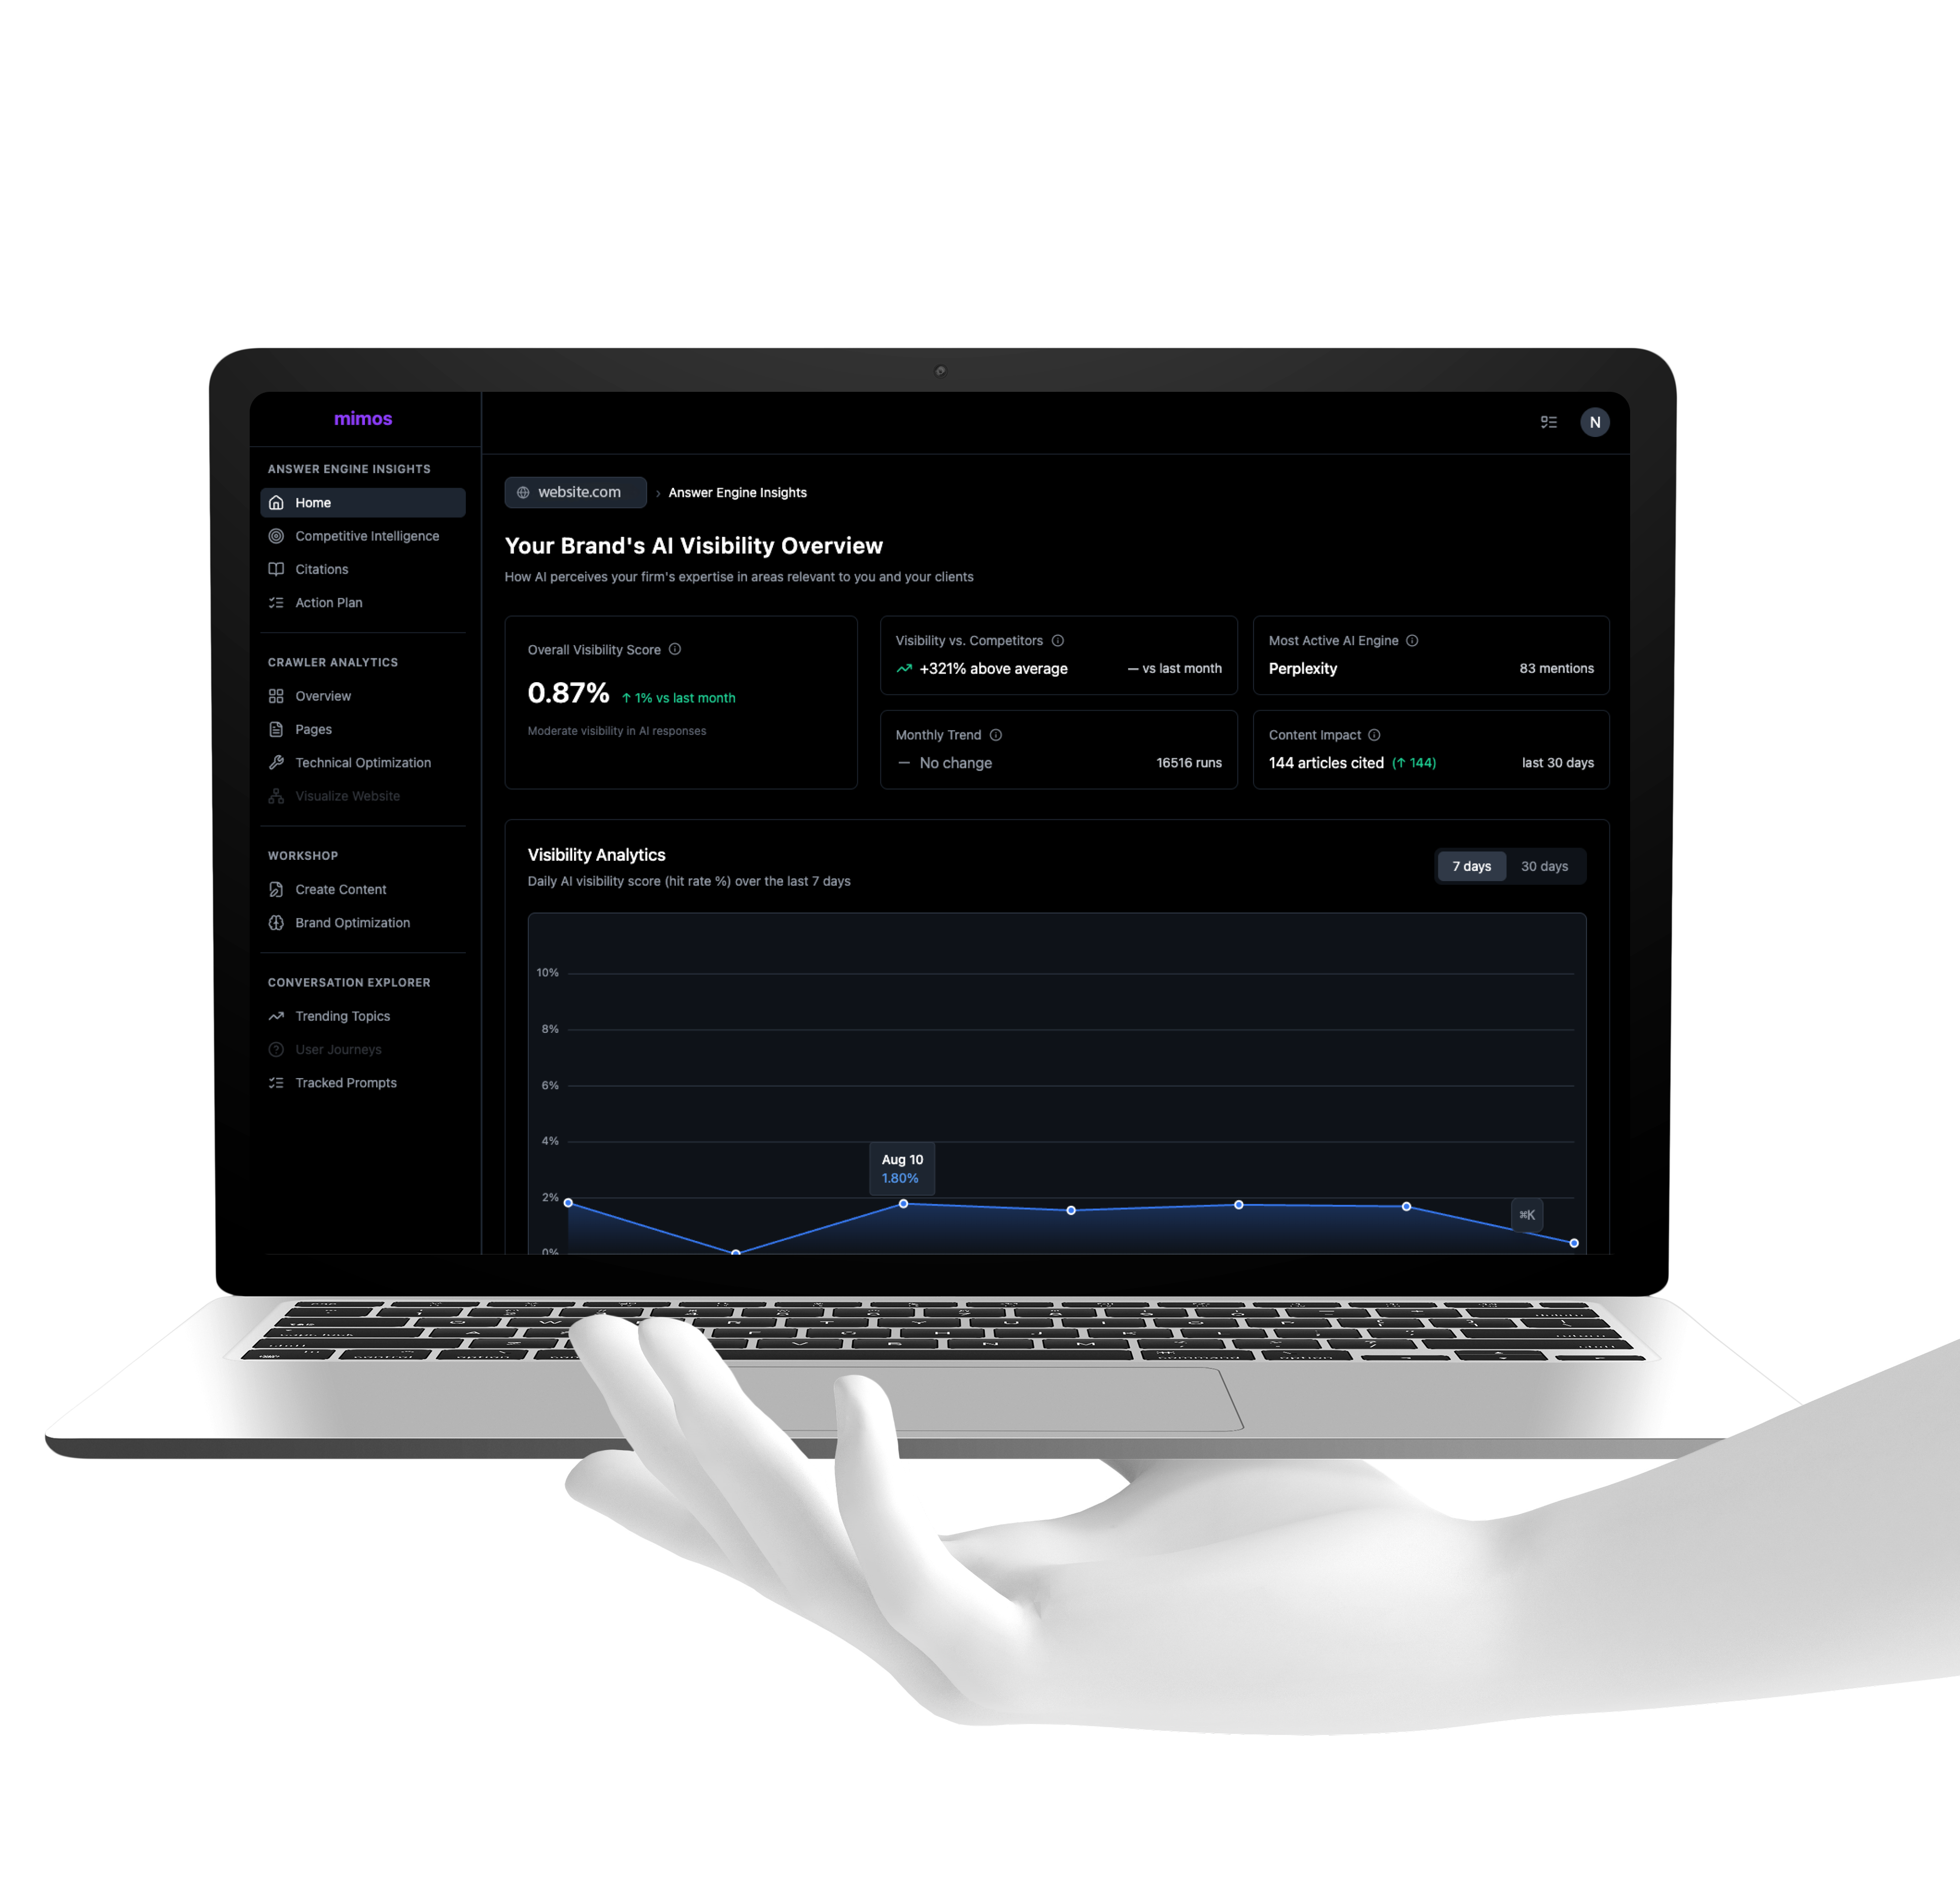 mimos
N
ANSWER ENGINE INSIGHTS
Home
Competitive Intelligence
Citations
Action Plan
CRAWLER ANALYTICS
Overview
Pages
Technical Optimization
Visualize Website
WORKSHOP
Create Content
Brand Optimization
CONVERSATION EXPLORER
Trending Topics
User Journeys
Tracked Prompts
website.com › Answer Engine Insights
Your Brand's AI Visibility Overview
How AI perceives your firm's expertise in areas relevant to you and your clients
Overall Visibility Score
0.87% ↑ 1% vs last month
Moderate visibility in AI responses
Visibility vs. Competitors
+321% above average — vs last month
Most Active AI Engine
Perplexity 83 mentions
Monthly Trend
— No change 16516 runs
Content Impact
144 articles cited (↑ 144) last 30 days
Visibility Analytics
Daily AI visibility score (hit rate %) over the last 7 days
7 days 30 days
10%
8%
6%
4%
Aug 10
1.80%
2%
⌘K
0%